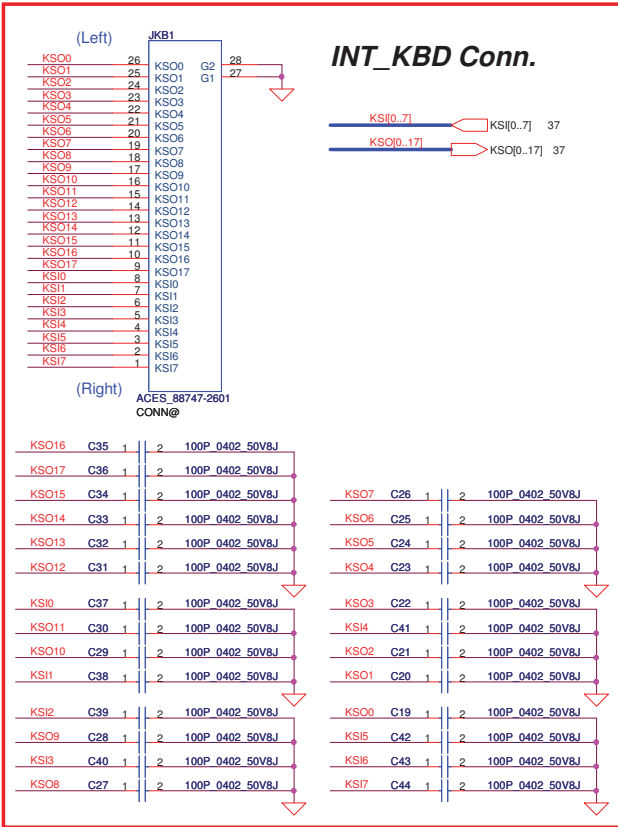 (Left)
JKB1
INT_KBD Conn.
KSO0 26 KSO0 G2 28
KSO1 25 KSO1 G1 27
KSO2 24 KSO2
KSO3 23 KSO3
KSO4 22 KSO4
KSO5 21 KSO5
KSO6 20 KSO6
KSO7 19 KSO7
KSO8 18 KSO8
KSO9 17 KSO9
KSO10 16 KSO10
KSO11 15 KSO11
KSO12 14 KSO12
KSO13 13 KSO13
KSO14 12 KSO14
KSO15 11 KSO15
KSO16 10 KSO16
KSO17 9 KSO17
KSI0 8 KSI0
KSI1 7 KSI1
KSI2 6 KSI2
KSI3 5 KSI3
KSI4 4 KSI4
KSI5 3 KSI5
KSI6 2 KSI6
KSI7 1 KSI7
(Right)
ACES_88747-2601
CONN@
KSI[0..7] KSI[0..7] 37
KSO[0..17] KSO[0..17] 37
KSO16 C35 1 2 100P_0402_50V8J
KSO17 C36 1 2 100P_0402_50V8J
KSO15 C34 1 2 100P_0402_50V8J
KSO14 C33 1 2 100P_0402_50V8J
KSO13 C32 1 2 100P_0402_50V8J
KSO12 C31 1 2 100P_0402_50V8J
KSI0 C37 1 2 100P_0402_50V8J
KSO11 C30 1 2 100P_0402_50V8J
KSO10 C29 1 2 100P_0402_50V8J
KSI1 C38 1 2 100P_0402_50V8J
KSI2 C39 1 2 100P_0402_50V8J
KSO9 C28 1 2 100P_0402_50V8J
KSI3 C40 1 2 100P_0402_50V8J
KSO8 C27 1 2 100P_0402_50V8J
KSO7 C26 1 2 100P_0402_50V8J
KSO6 C25 1 2 100P_0402_50V8J
KSO5 C24 1 2 100P_0402_50V8J
KSO4 C23 1 2 100P_0402_50V8J
KSO3 C22 1 2 100P_0402_50V8J
KSI4 C41 1 2 100P_0402_50V8J
KSO2 C21 1 2 100P_0402_50V8J
KSO1 C20 1 2 100P_0402_50V8J
KSO0 C19 1 2 100P_0402_50V8J
KSI5 C42 1 2 100P_0402_50V8J
KSI6 C43 1 2 100P_0402_50V8J
KSI7 C44 1 2 100P_0402_50V8J